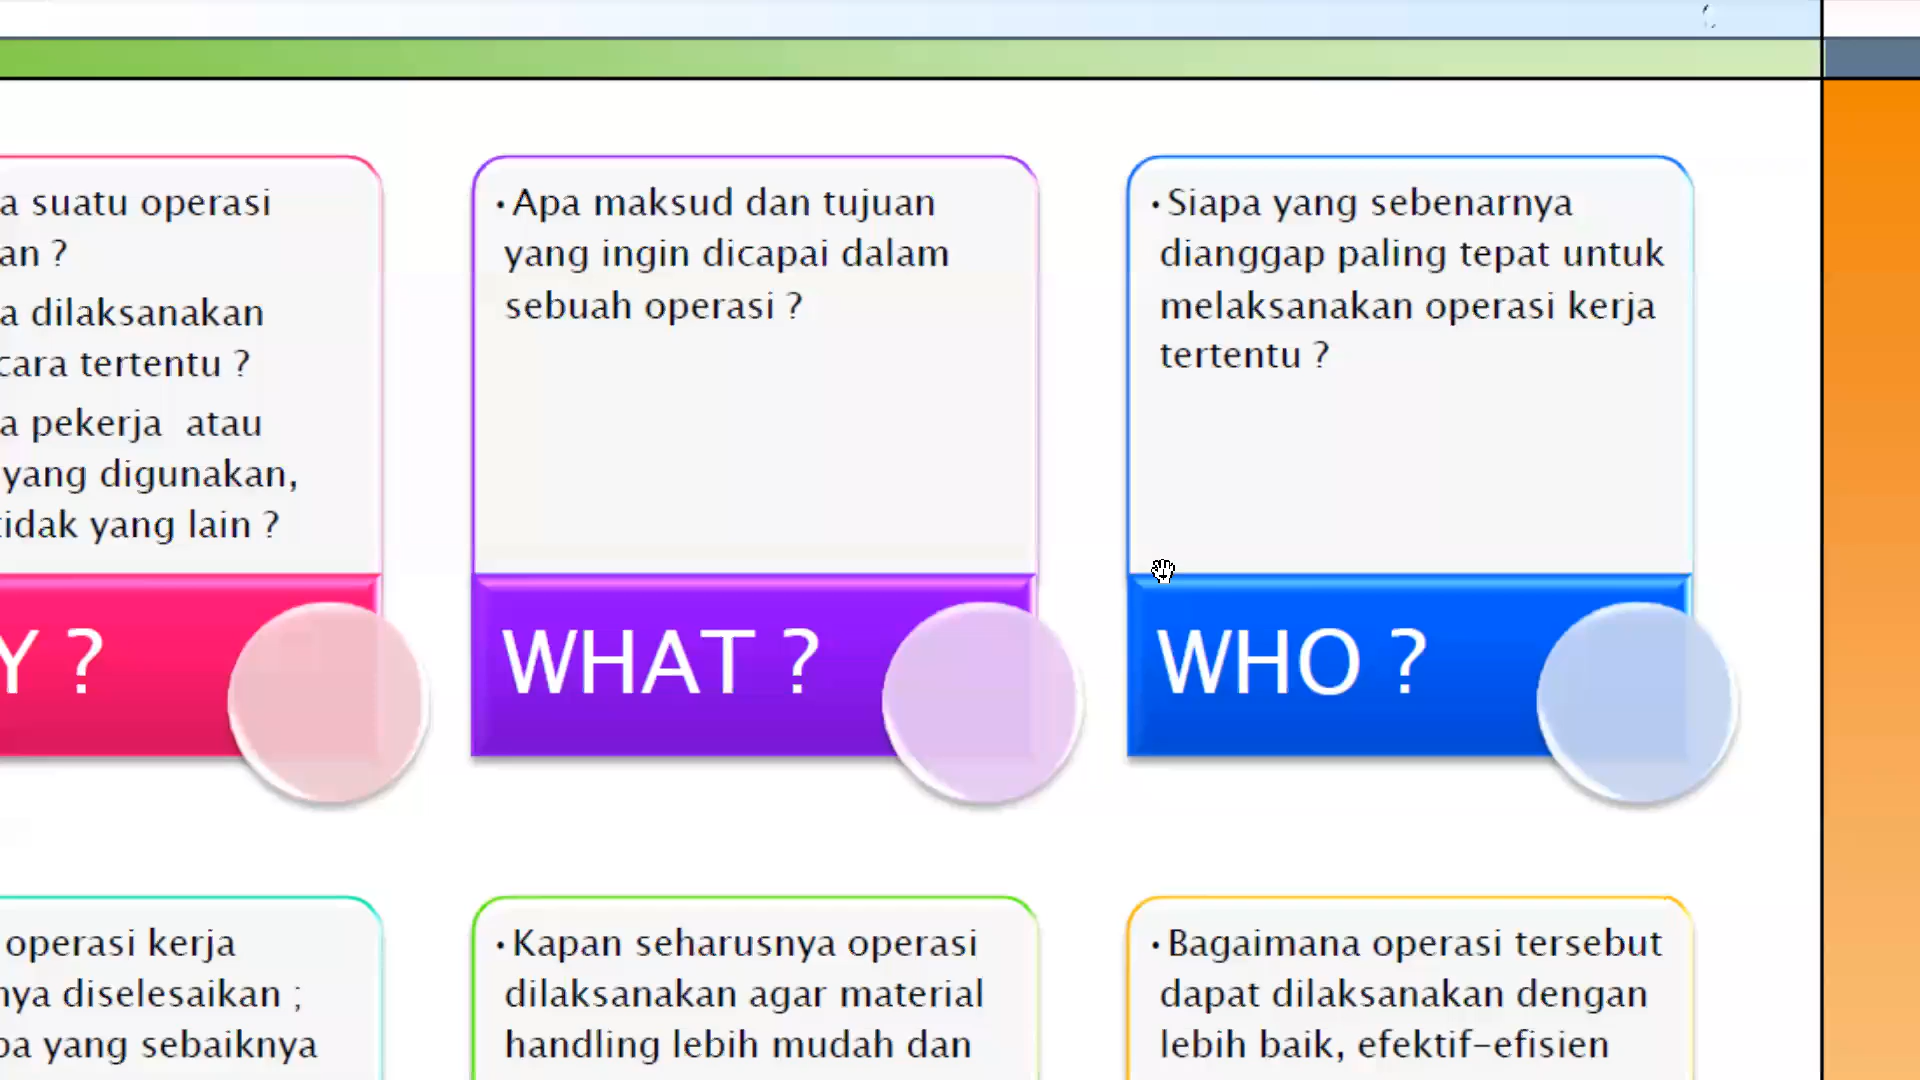 a suatu operasi
an ?
a dilaksanakan
cara tertentu ?
a pekerja atau
yang digunakan,
tidak yang lain ?
Y ?
•Apa maksud dan tujuan
yang ingin dicapai dalam
sebuah operasi ?
WHAT ?
•Siapa yang sebenarnya
dianggap paling tepat untuk
melaksanakan operasi kerja
tertentu ?
WHO ?
operasi kerja
nya diselesaikan ;
pa yang sebaiknya
•Kapan seharusnya operasi
dilaksanakan agar material
handling lebih mudah dan
•Bagaimana operasi tersebut
dapat dilaksanakan dengan
lebih baik, efektif-efisien